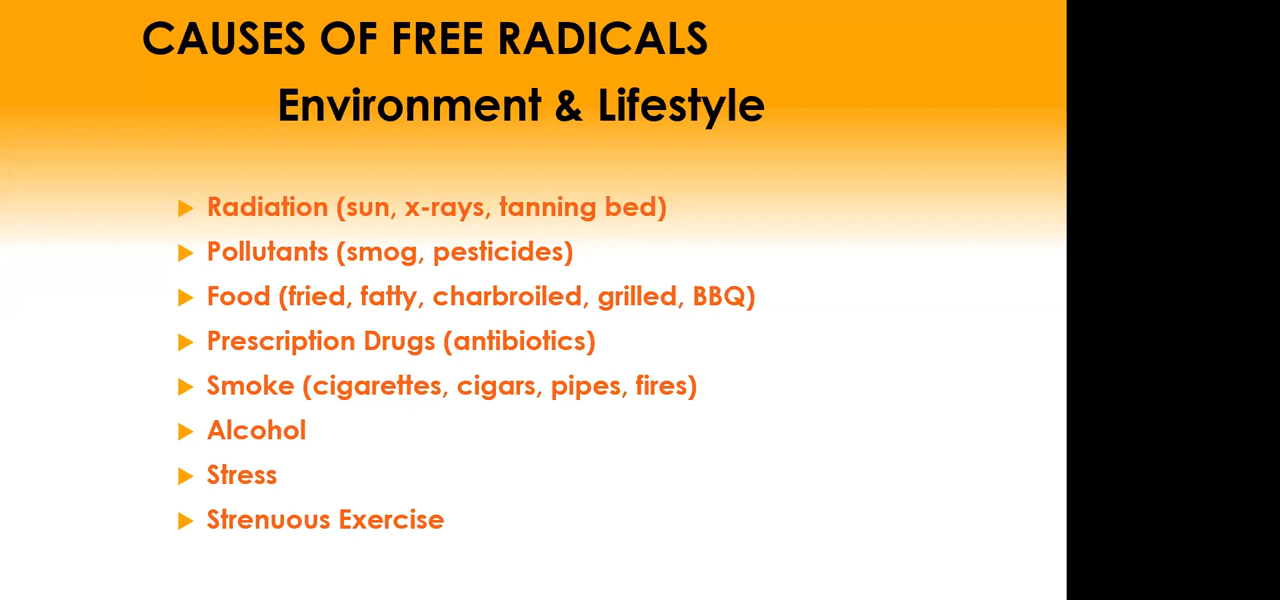 CAUSES OF FREE RADICALS
Environment & Lifestyle
Radiation (sun, x-rays, tanning bed)
Pollutants (smog, pesticides)
Food (fried, fatty, charbroiled, grilled, BBQ)
Prescription Drugs (antibiotics)
Smoke (cigarettes, cigars, pipes, fires)
Alcohol
Stress
Strenuous Exercise